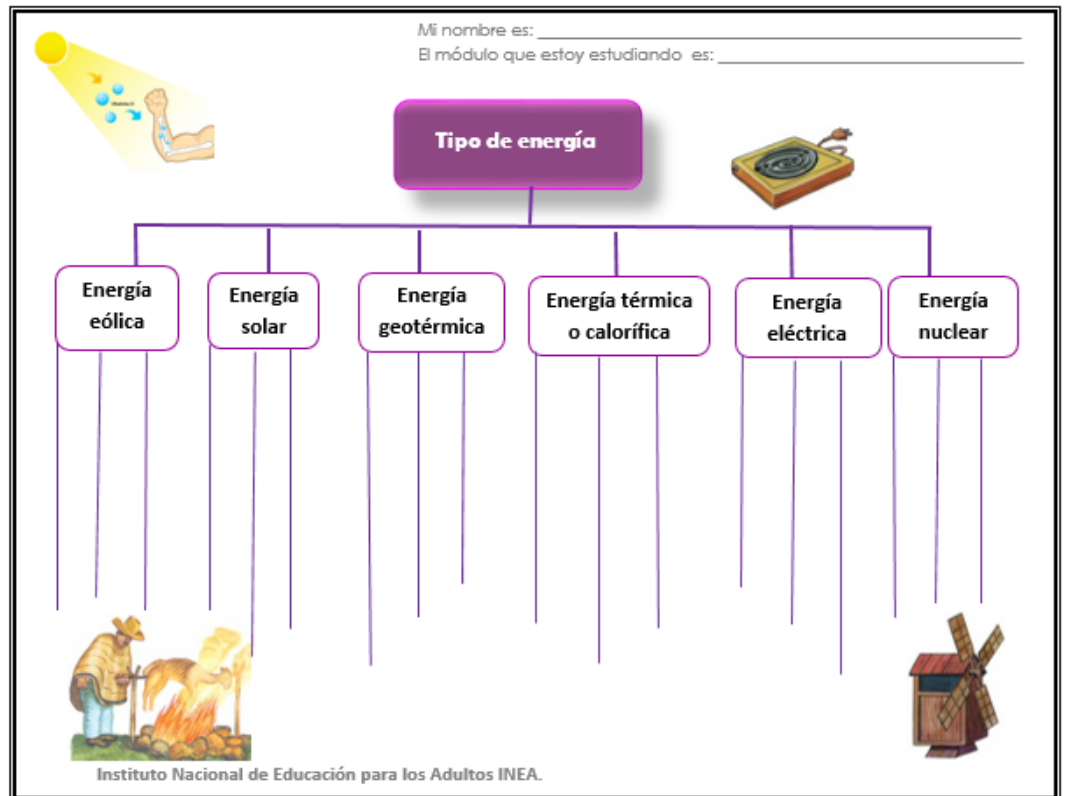 Mi nombre es:
El módulo que estoy estudiando es:
Tipo de energía
Energía
eólica
Energía
solar
Energía
geotérmica
Energía térmica
o calorífica
Energía
eléctrica
Energía
nuclear
Instituto Nacional de Educación para los Adultos INEA.